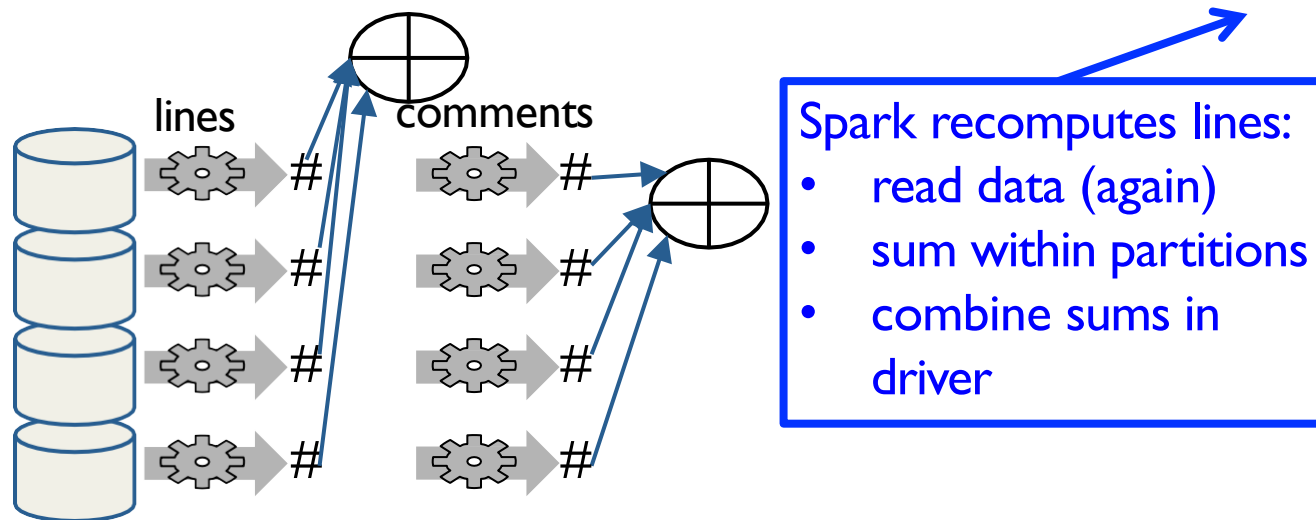 lines
comments
# #
# #
# #
# #
Spark recomputes lines:
• read data (again)
• sum within partitions
• combine sums in
driver